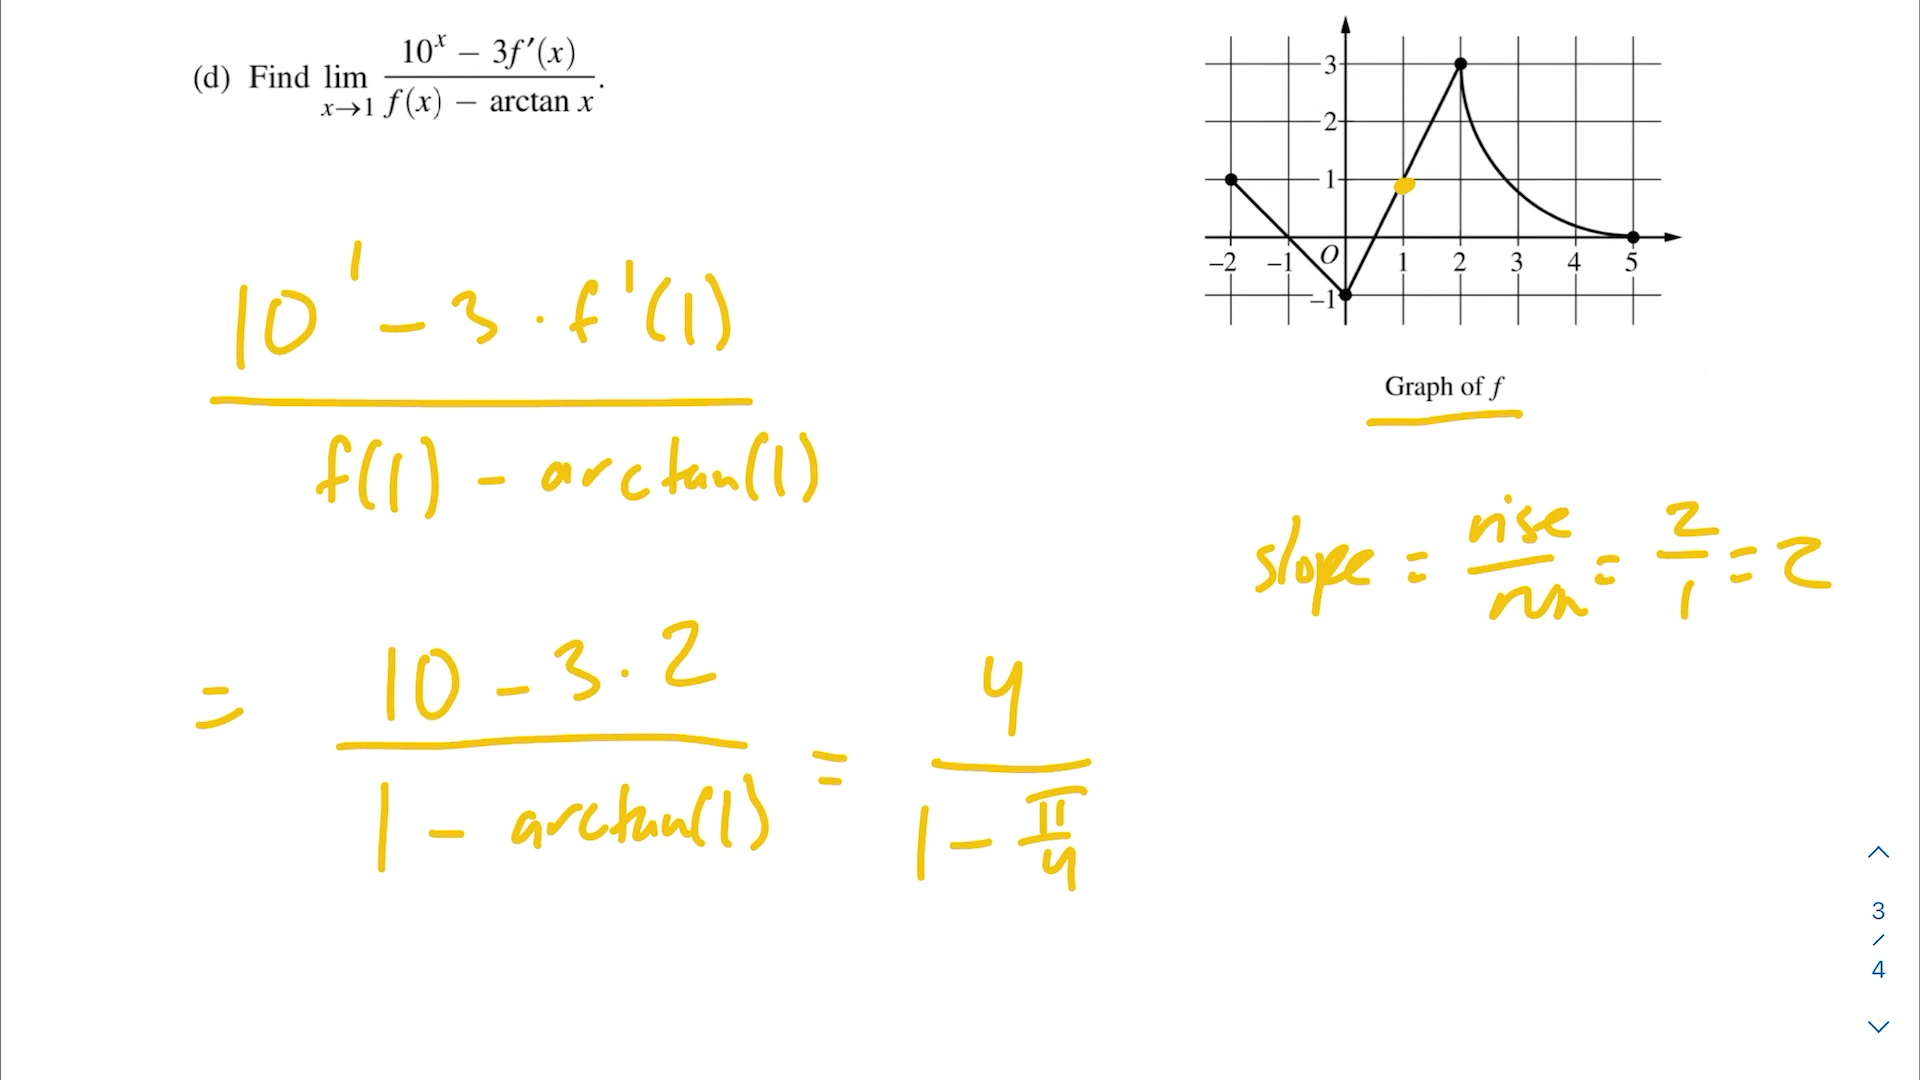 (d) Find lim x→1 10^x − 3f′(x) / f(x) − arctan x .
3
2
1
O
−2 −1 1 2 3 4 5
−1
Graph of f
10^1 - 3 · f'(1)
f(1) - arctan(1)
slope = rise/run = 2/1 = 2
= 10 - 3 · 2 / 1 - arctan(1) = 4 / 1 - π/4
3
/
4